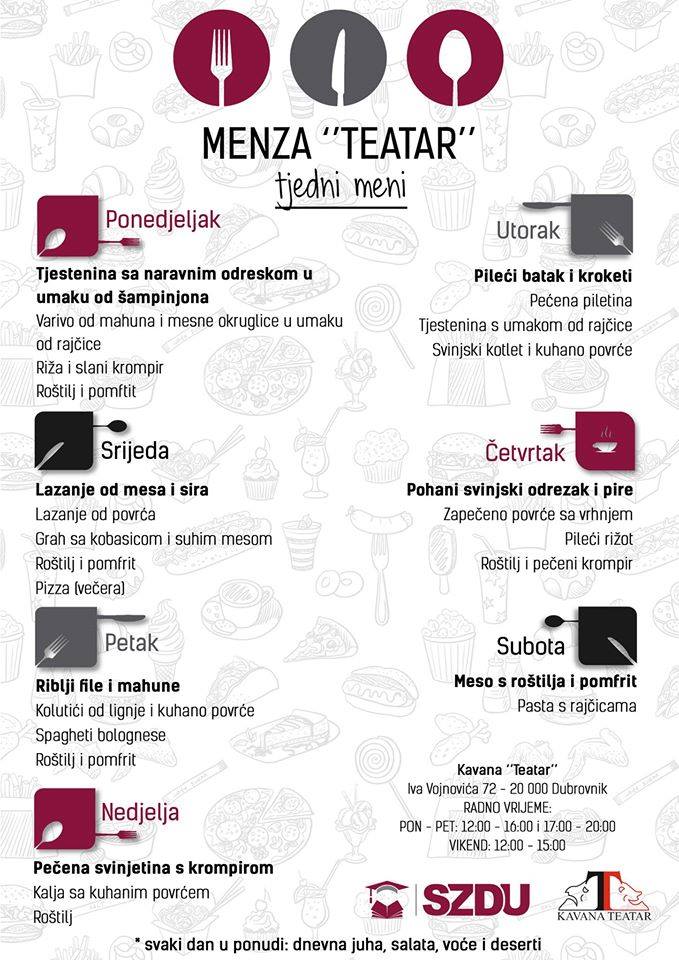 MENZA ‘‘TEATAR’’
tjedni meni
Ponedjeljak
Tjestenina sa naravnim odreskom u
umaku od šampinjona
Varivo od mahuna i mesne okruglice u umaku
od rajčice
Riža i slani krompir
Roštilj i pomftit
Utorak
Pileći batak i kroketi
Pečena piletina
Tjestenina s umakom od rajčice
Svinjski kotlet i kuhano povrće
Srijeda
Lazanje od mesa i sira
Lazanje od povrća
Grah sa kobasicom i suhim mesom
Roštilj i pomfrit
Pizza (večera)
Četvrtak
Pohani svinjski odrezak i pire
Zapečeno povrće sa vrhnjem
Pileći rižot
Roštilj i pečeni krompir
Petak
Riblji file i mahune
Kolutići od lignje i kuhano povrće
Spagheti bolognese
Roštilj i pomfrit
Subota
Meso s roštilja i pomfrit
Pasta s rajčicama
Nedjelja
Pečena svinjetina s krompirom
Kalja sa kuhanim povrćem
Roštilj
Kavana ‘‘Teatar’’
Iva Vojnovića 72 - 20 000 Dubrovnik
RADNO VRIJEME:
PON - PET: 12:00 - 16:00 i 17:00 - 20:00
VIKEND: 12:00 - 15:00
SZDU
KAVANA TEATAR
* svaki dan u ponudi: dnevna juha, salata, voće i deserti